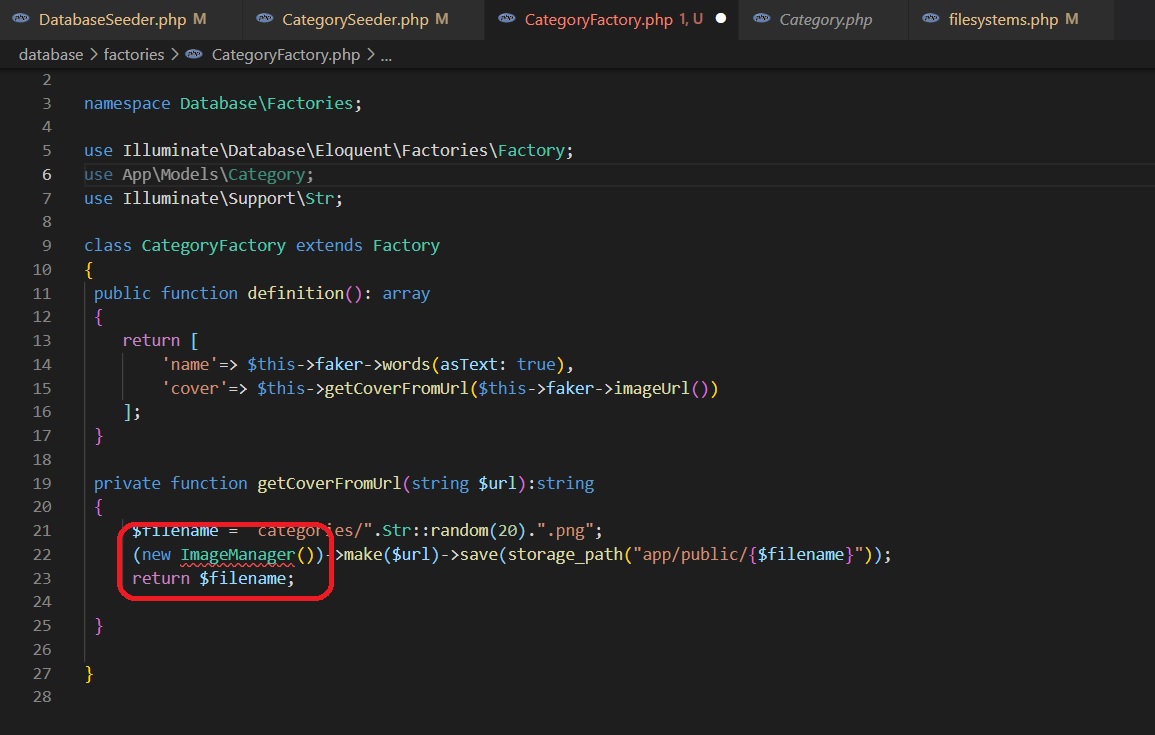 DatabaseSeeder.php M CategorySeeder.php M CategoryFactory.php 1, U Category.php filesystems.php M
database > factories > CategoryFactory.php > ...
2
3 namespace Database\Factories;
4
5 use Illuminate\Database\Eloquent\Factories\Factory;
6 use App\Models\Category;
7 use Illuminate\Support\Str;
8
9 class CategoryFactory extends Factory
10 {
11 public function definition(): array
12 {
13 return [
14 'name'=> $this->faker->words(asText: true),
15 'cover'=> $this->getCoverFromUrl($this->faker->imageUrl())
16 ];
17 }
18
19 private function getCoverFromUrl(string $url):string
20 {
21 $filename = "categories/".Str::random(20).".png";
22 (new ImageManager())->make($url)->save(storage_path("app/public/{$filename}"));
23 return $filename;
24
25 }
26
27 }
28